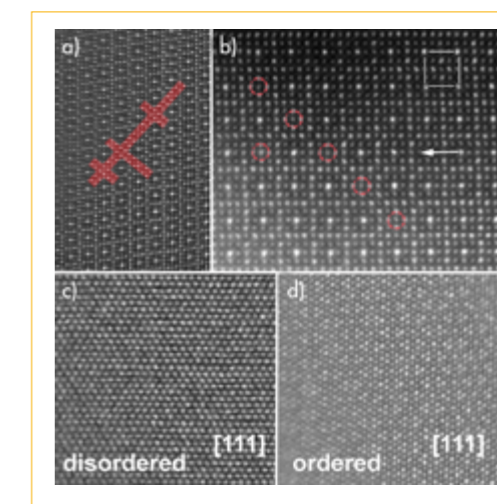 a)
b)
c)
d)
[111]
disordered
[111]
ordered